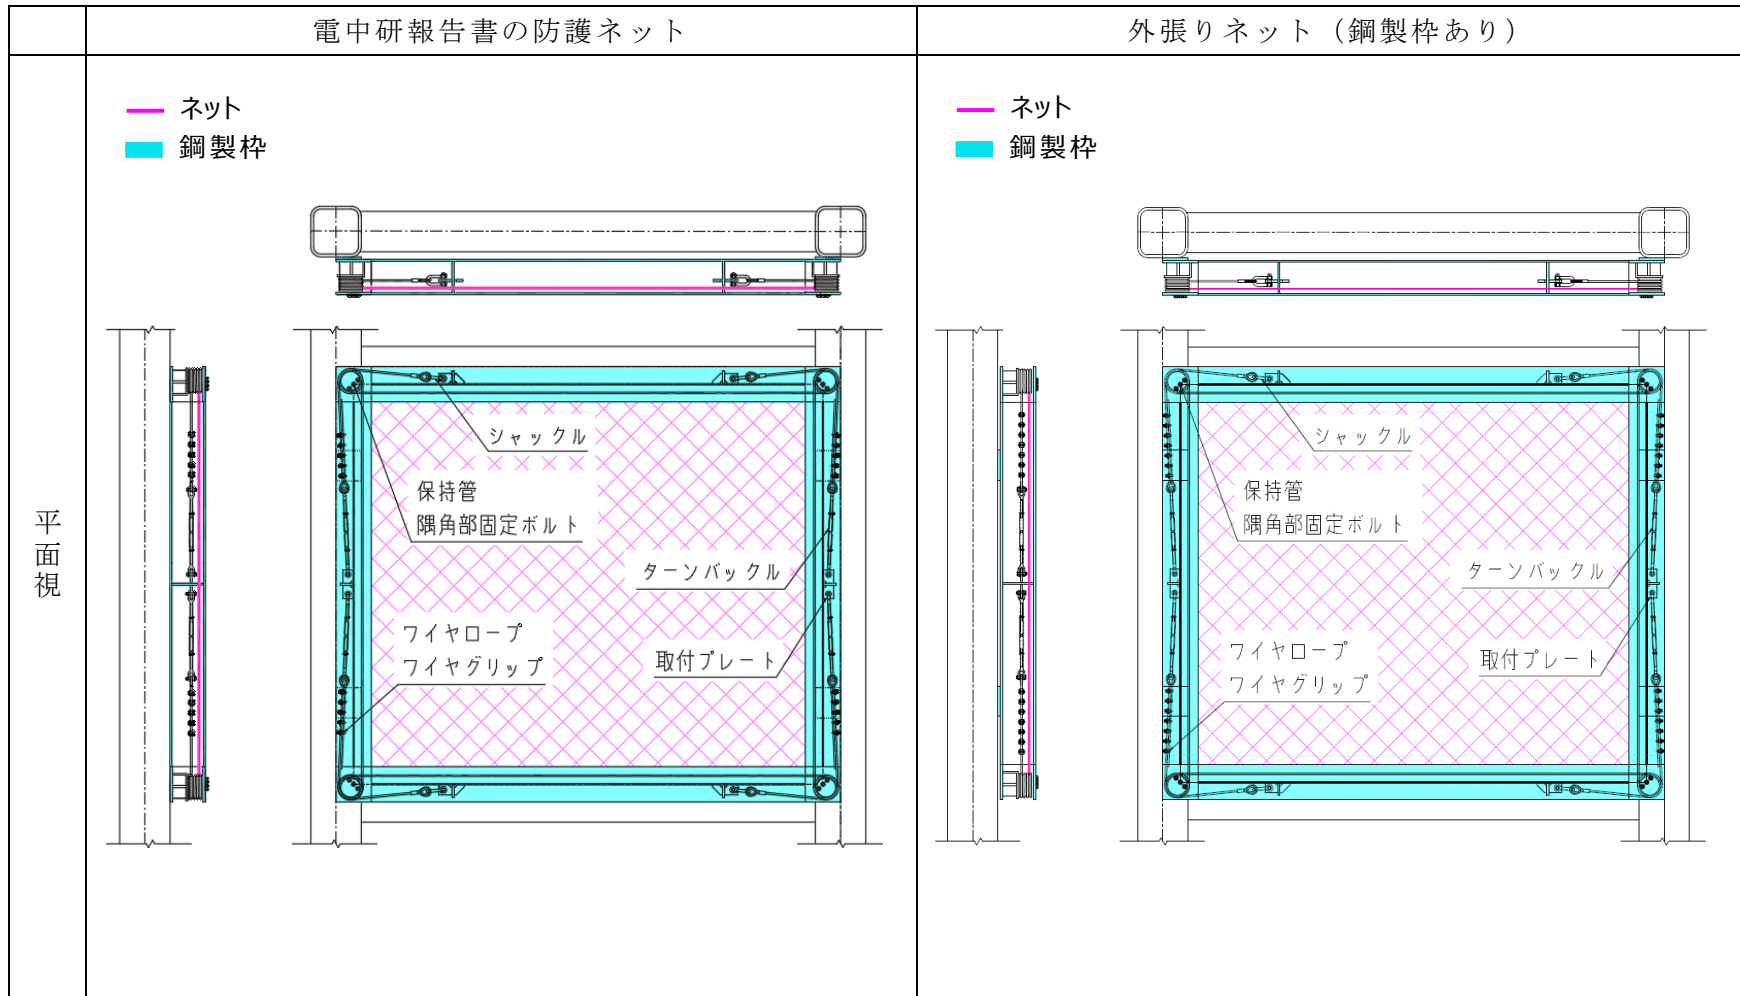 電中研報告書の防護ネット
外張りネット（鋼製枠あり）
平面視
ネット
鋼製枠
シャックル
保持管
隅角部固定ボルト
ターンバックル
ワイヤロープ
ワイヤグリップ
取付プレート
ネット
鋼製枠
シャックル
保持管
隅角部固定ボルト
ターンバックル
ワイヤロープ
ワイヤグリップ
取付プレート